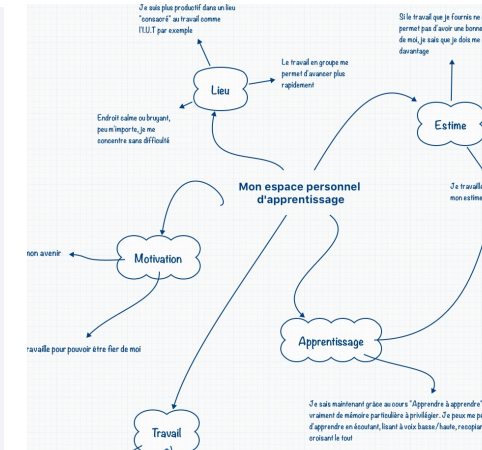 Je suis plus productif dans un lieu
"consacré" au travail comme
l'I.U.T par exemple
Si le travail que je fournis ne
permet pas d'avoir une bonne
de moi, je sais que je dois me
davantage
Le travail en groupe me
permet d'avancer plus
rapidement
Lieu
Endroit calme ou bruyant,
peu m'importe, je me
concentre sans difficulté
Estime
Mon espace personnel
d'apprentissage
Je travaille
mon estime
mon avenir
Motivation
Apprentissage
travaille pour pouvoir être fier de moi
Je sais maintenant grâce au cours "Apprendre à apprendre"
vraiment de mémoire particulière à privilégier. Je peux me
d'apprendre en écoutant, lisant à voix basse/haute,
croisant le tout
Travail